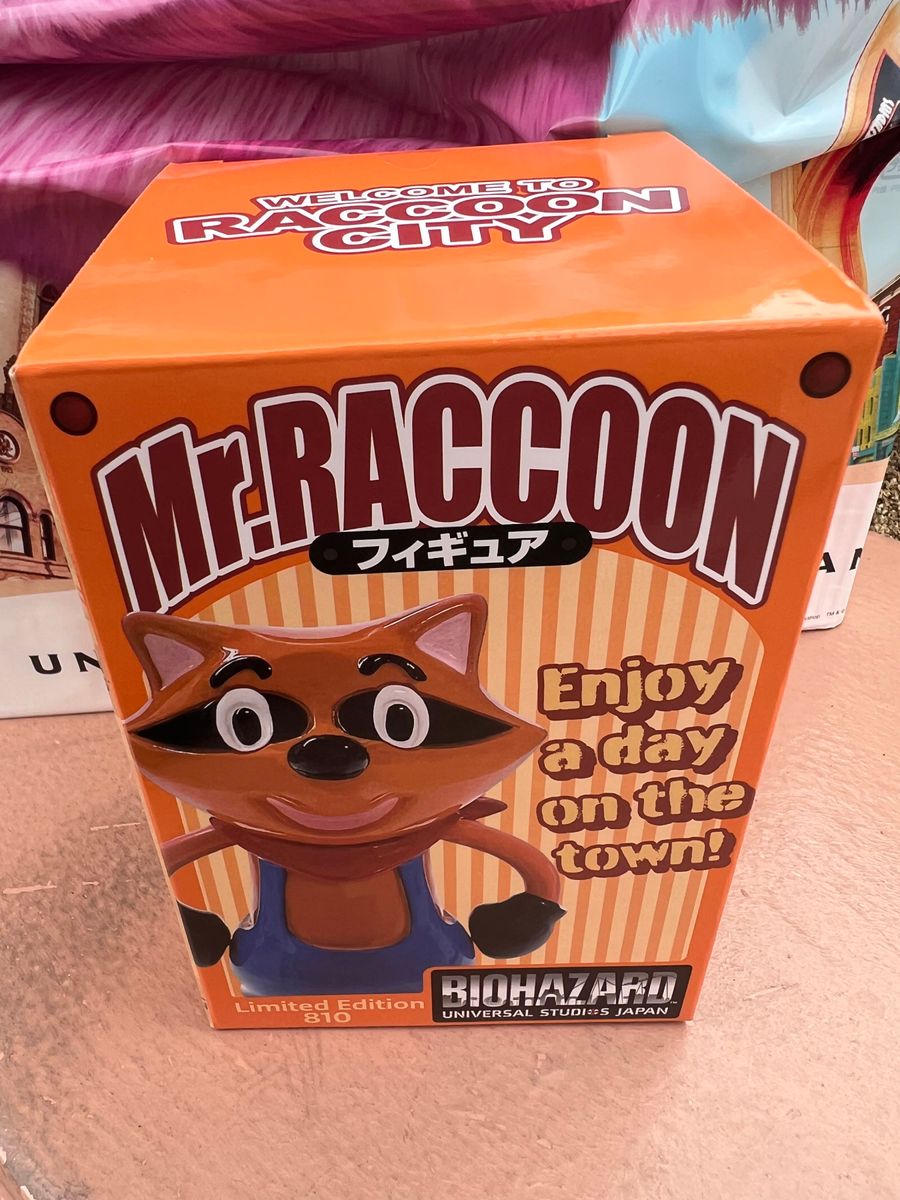 WELCOME TO
RACCOON
CITY
Mr.RACCOON
フィギュア
Enjoy
a day
on the
town!
Limited Edition
810
BIOHAZARD
UNIVERSAL STUDIOS JAPAN
UN